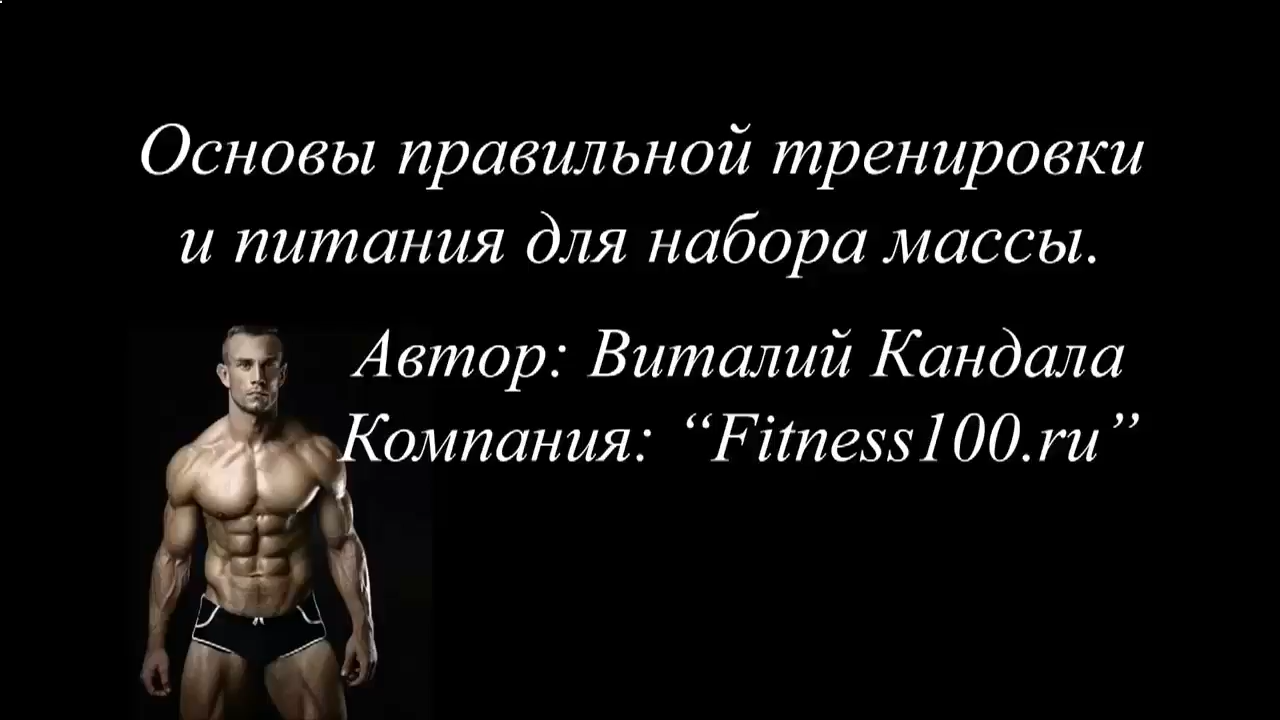 Основы правильной тренировки
и питания для набора массы.
Автор: Виталий Кандала
Компания: “Fitness100.ru”